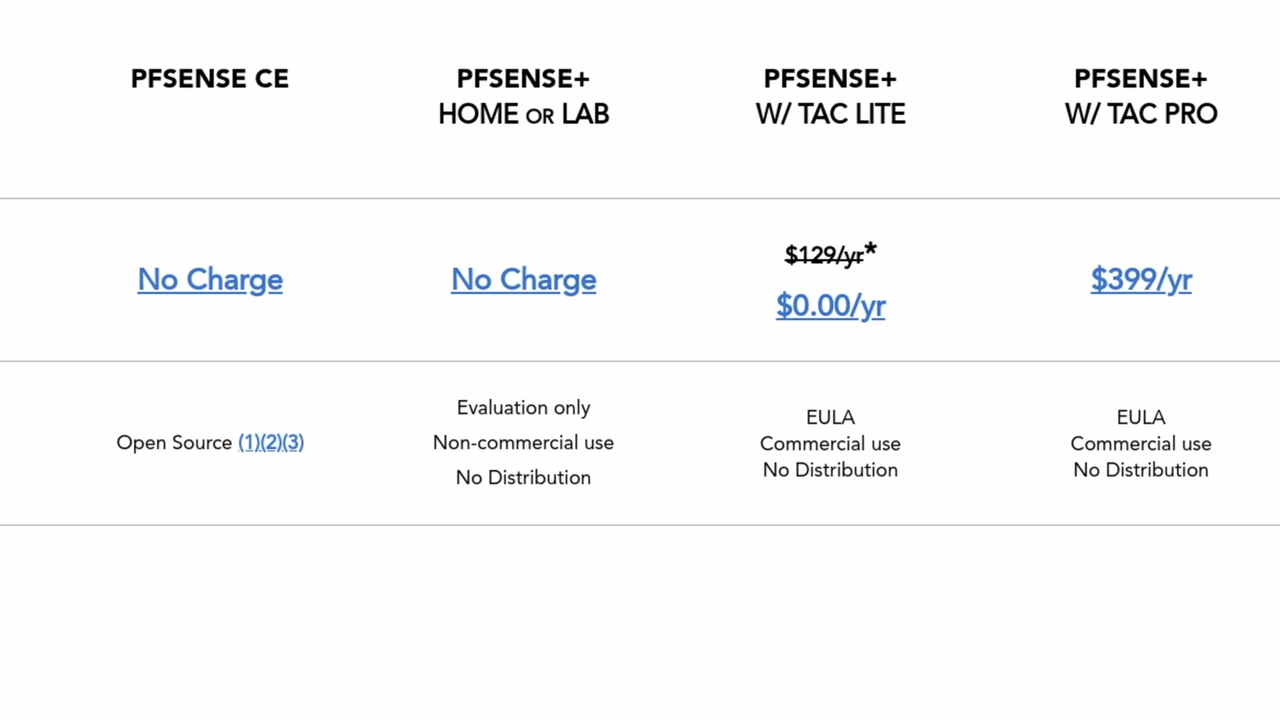 PFSENSE CE
PFSENSE+
HOME OR LAB
PFSENSE+
W/ TAC LITE
PFSENSE+
W/ TAC PRO
No Charge
No Charge
$129/yr*
$0.00/yr
$399/yr
Open Source (1)(2)(3)
Evaluation only
Non-commercial use
No Distribution
EULA
Commercial use
No Distribution
EULA
Commercial use
No Distribution